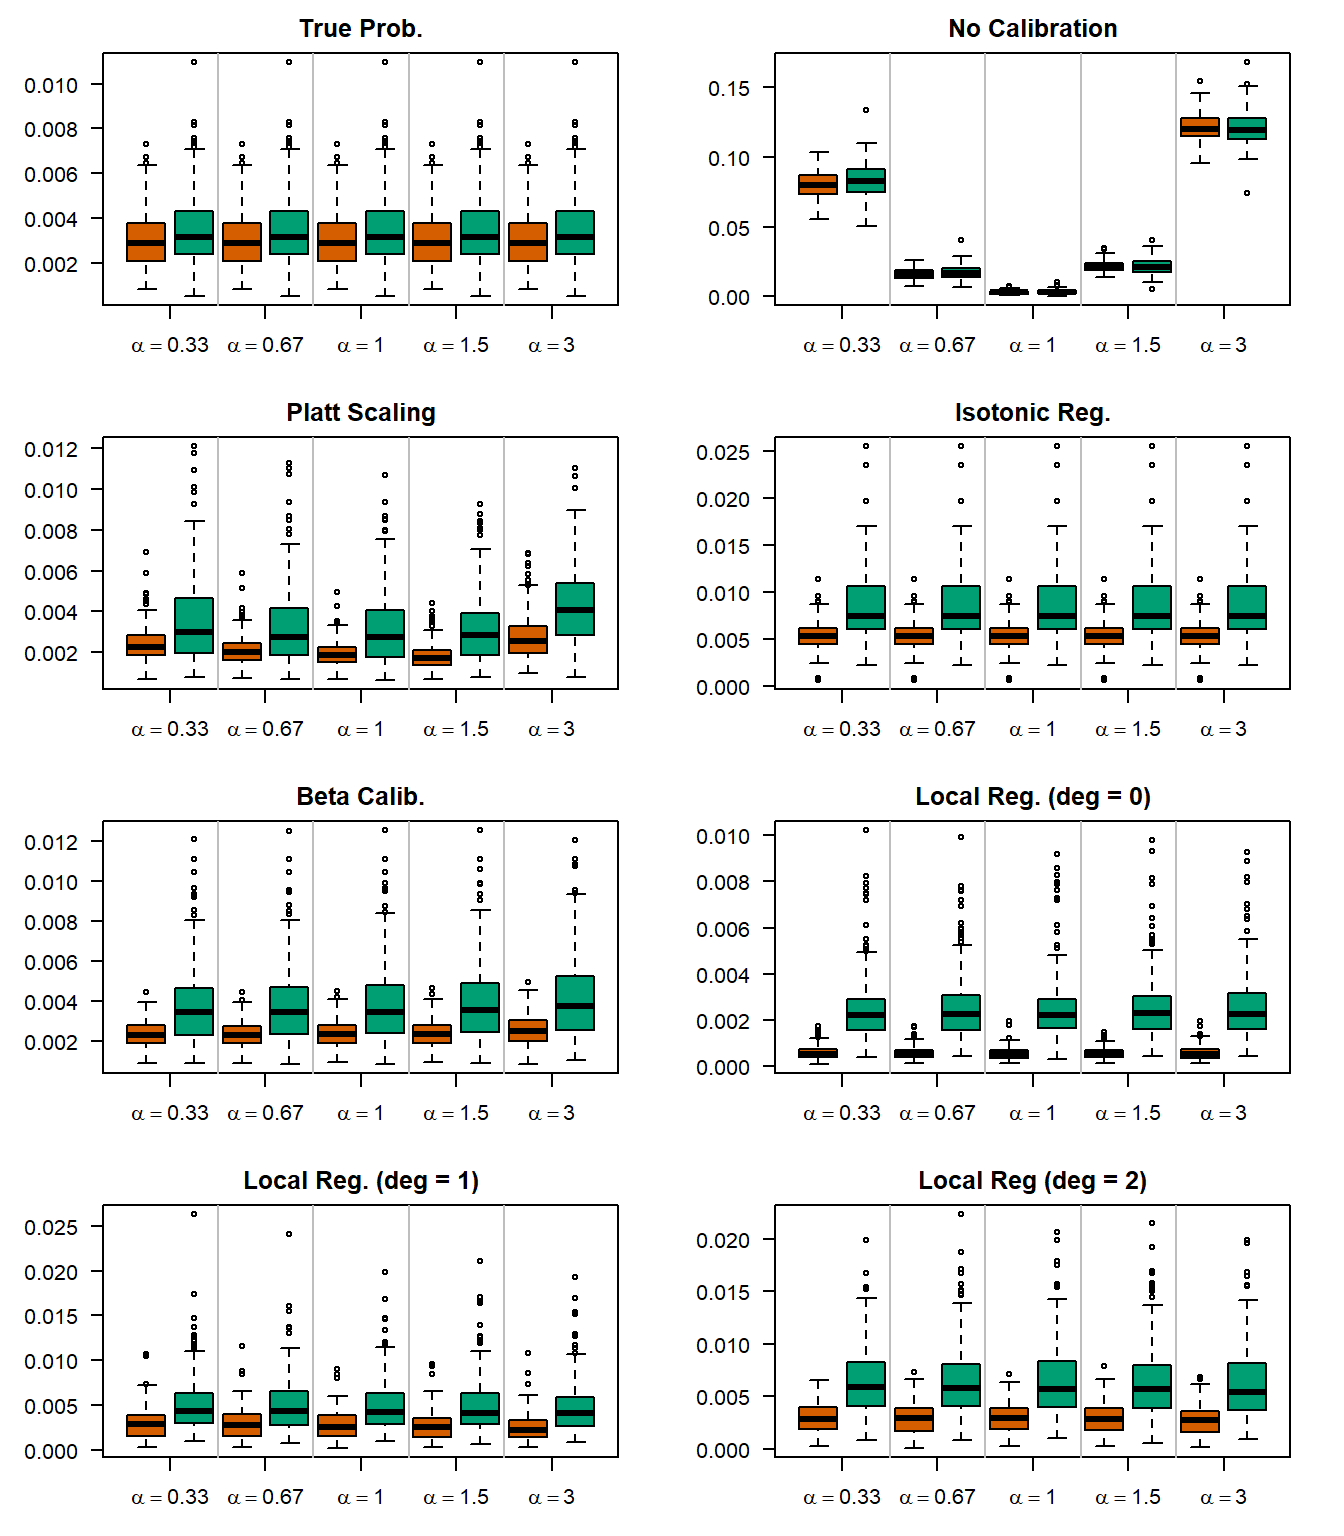 True Prob.
0.010
0.008
0.006
0.004
0.002
α = 0.33 α = 0.67 α = 1 α = 1.5 α = 3
No Calibration
0.15
0.10
0.05
0.00
α = 0.33 α = 0.67 α = 1 α = 1.5 α = 3
Platt Scaling
0.012
0.010
0.008
0.006
0.004
0.002
α = 0.33 α = 0.67 α = 1 α = 1.5 α = 3
Isotonic Reg.
0.025
0.020
0.015
0.010
0.005
0.000
α = 0.33 α = 0.67 α = 1 α = 1.5 α = 3
Beta Calib.
0.012
0.010
0.008
0.006
0.004
0.002
α = 0.33 α = 0.67 α = 1 α = 1.5 α = 3
Local Reg. (deg = 0)
0.010
0.008
0.006
0.004
0.002
0.000
α = 0.33 α = 0.67 α = 1 α = 1.5 α = 3
Local Reg. (deg = 1)
0.025
0.020
0.015
0.010
0.005
0.000
α = 0.33 α = 0.67 α = 1 α = 1.5 α = 3
Local Reg (deg = 2)
0.020
0.015
0.010
0.005
0.000
α = 0.33 α = 0.67 α = 1 α = 1.5 α = 3